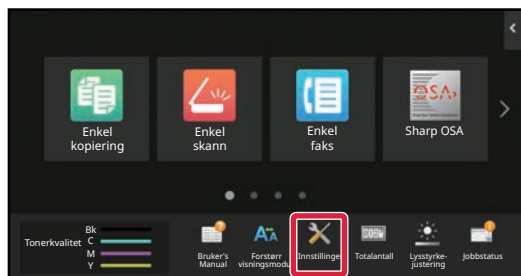 Enkel
kopiering
Enkel
skann
Enkel
faks
OSA
Sharp OSA
Tonerkvalitet
Bk
C
M
Y
Bruker's
Manual
Forstørr
visningsmodu
Innstillinger
Totalantall
Lysstyrke-
justering
Jobbstatus